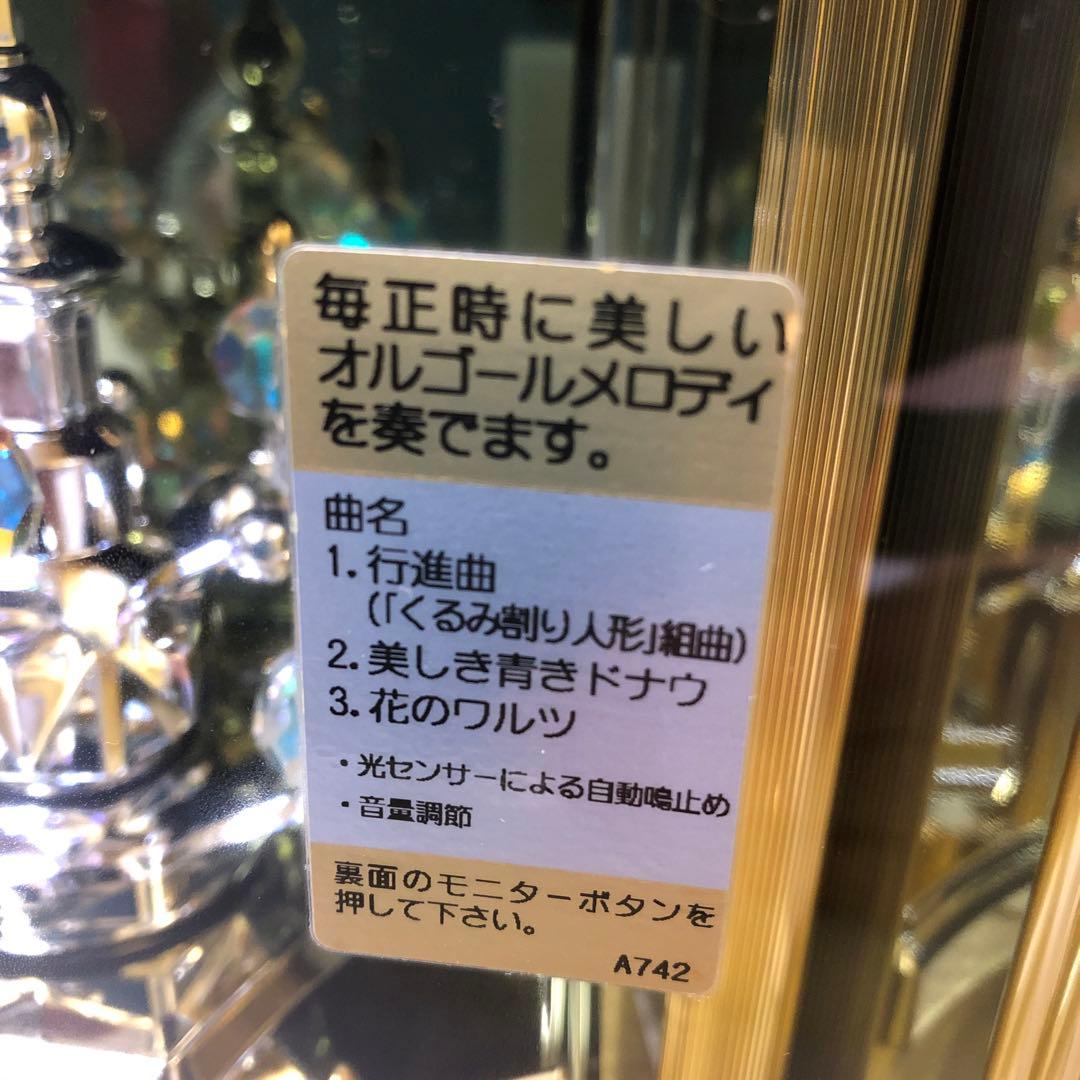 毎正時に美しい
オルゴールメロディ
を奏でます。
曲名
1.行進曲
(「くるみ割り人形」組曲)
2.美しき青きドナウ
3.花のワルツ
・光センサーによる自動鳴止め
・音量調節
裏面のモニターボタンを
押して下さい。
A742